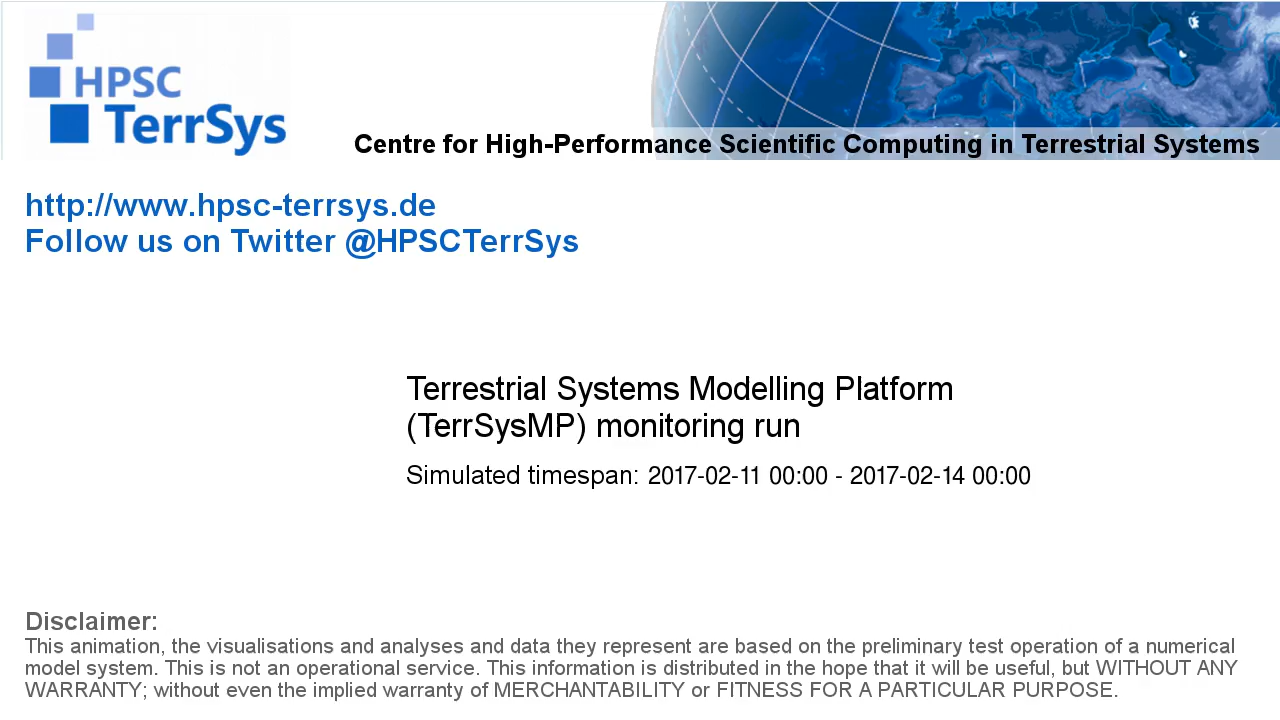 HPSC
TerrSys
Centre for High-Performance Scientific Computing in Terrestrial Systems
http://www.hpsc-terrsys.de
Follow us on Twitter @HPSCTerrSys
Terrestrial Systems Modelling Platform
(TerrSysMP) monitoring run
Simulated timespan: 2017-02-11 00:00 - 2017-02-14 00:00
Disclaimer:
This animation, the visualisations and analyses and data they represent are based on the preliminary test operation of a numerical
model system. This is not an operational service. This information is distributed in the hope that it will be useful, but WITHOUT ANY
WARRANTY; without even the implied warranty of MERCHANTABILITY or FITNESS FOR A PARTICULAR PURPOSE.